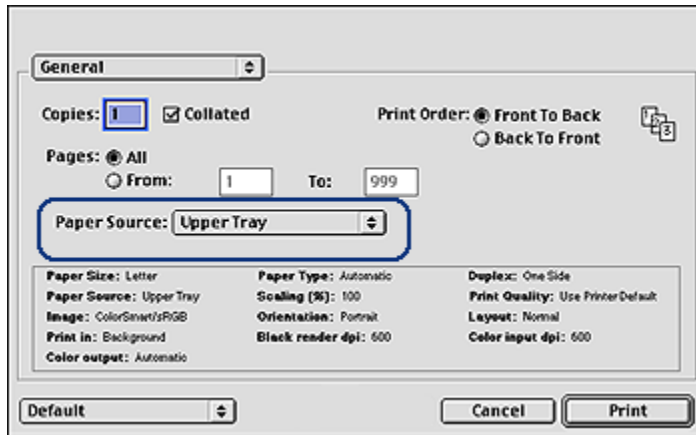 General
Copies: 1 Collated Print Order: Front To Back
Back To Front
Pages: All
From: 1 To: 999
Paper Source: Upper Tray
Paper Size: Letter Paper Type: Automatic Duplex: One Side
Paper Source: Upper Tray Scaling (%): 100 Print Quality: Use Printer Default
Image: ColorSmart/sRGB Orientation: Portrait Layout: Normal
Print in: Background Black render dpi: 600 Color input dpi: 600
Color output: Automatic
Default Cancel Print